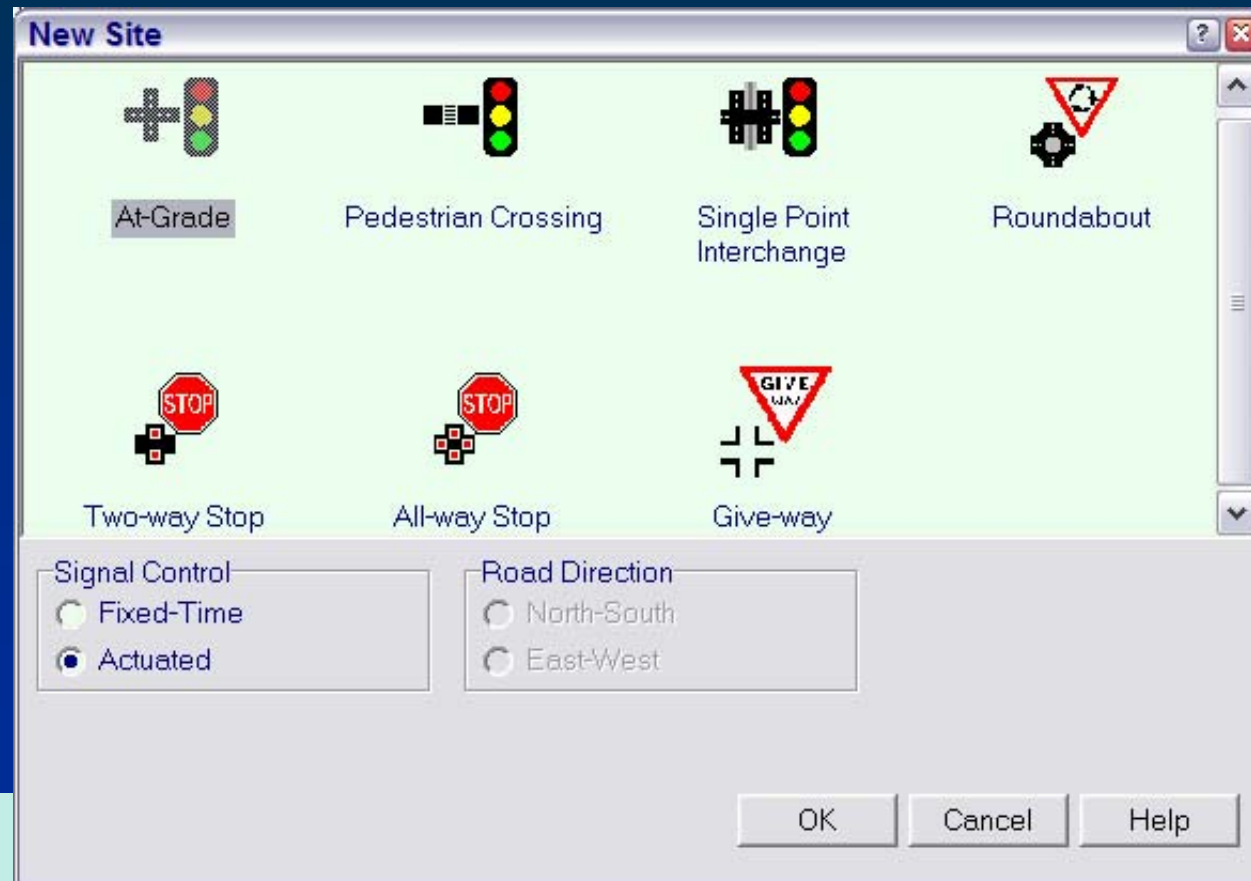 New Site
At-Grade
Pedestrian Crossing
Single Point
Interchange
Roundabout
STOP
STOP
GIVE
WAY
Two-way Stop
All-way Stop
Give-way
Signal Control
Fixed-Time
Actuated
Road Direction
North-South
East-West
OK
Cancel
Help